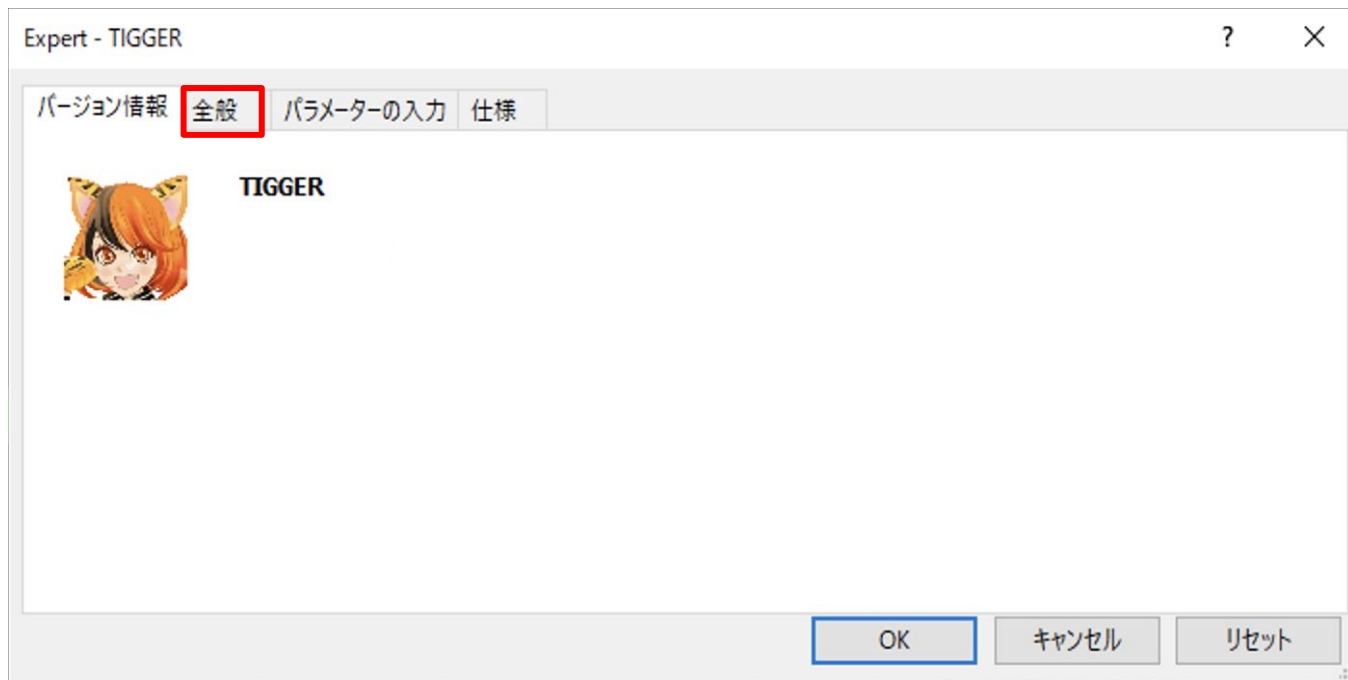 Expert - TIGGER
?
バージョン情報 全般 パラメーターの入力 仕様
TIGGER
OK キャンセル リセット